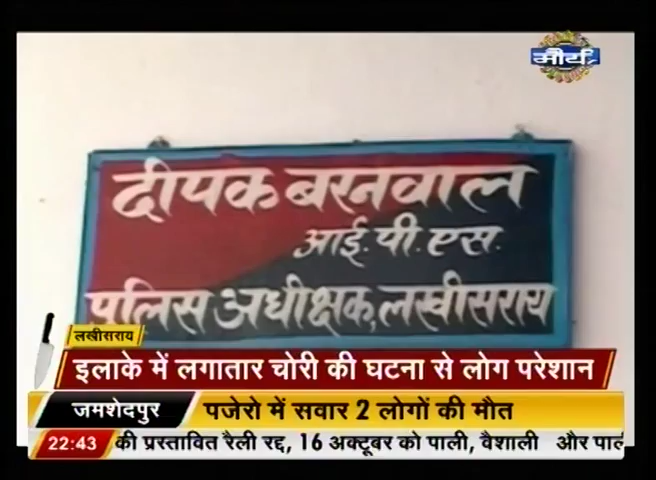 मौर्य
दीपक बरनवाल
आई.पी.एस.
पुलिस अधीक्षक,लखीसराय
लखीसराय
इलाके में लगातार चोरी की घटना से लोग परेशान
जमशेदपुर
पजेरो में सवार 2 लोगों की मौत
22:43
की प्रस्तावित रैली रद्द, 16 अक्टूबर को पाली, वैशाली और